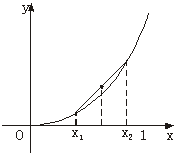 y
O x₁ x₂ 1 x